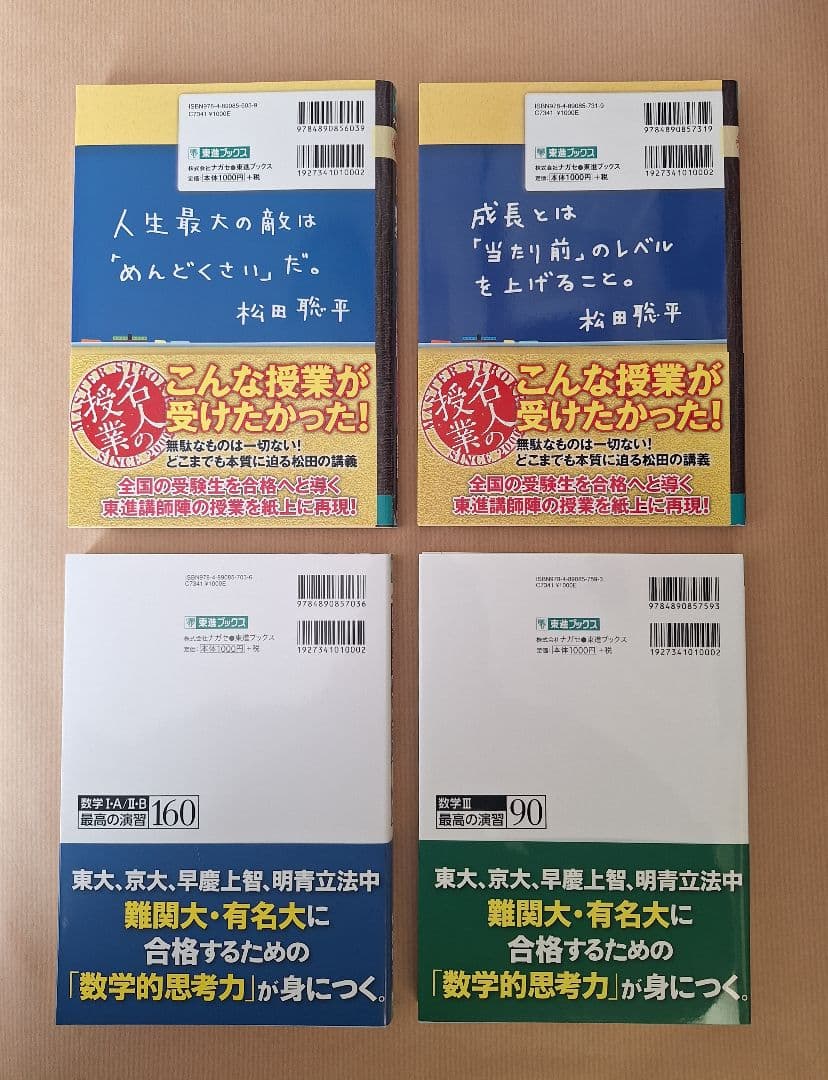 ISBN978-4-89085-603-9
C7341 ¥1000E
9784890856039
東進ブックス
株式会社ナガセ●東進ブックス
定価:本体1000円+税
1927341010002
人生最大の敵は
「めんどくさい」だ。
松田聡平
MASTER SERIES
名人の
授業
SINCE 200
こんな授業が
受けたかった!
無駄なものは一切ない!
どこまでも本質に迫る松田の講義
全国の受験生を合格へと導く
東進講師陣の授業を紙上に再現!
ISBN978-4-89085-731-9
C7341 ¥1000E
9784890857319
東進ブックス
株式会社ナガセ●東進ブックス
定価:本体1000円+税
1927341010002
成長とは
「当たり前」のレベル
を上げること。
松田聡平
名人の
授業
SINCE 200
こんな授業が
受けたかった!
無駄なものは一切ない!
どこまでも本質に迫る松田の講義
全国の受験生を合格へと導く
東進講師陣の授業を紙上に再現!
ISBN978-4-89085-703-6
C7341 ¥1000E
9784890857036
東進ブックス
株式会社ナガセ●東進ブックス
定価:本体1000円+税
1927341010002
数学I・A/II・B
最高の演習160
東大、京大、早慶上智、明青立法中
難関大・有名大に
合格するための
「数学的思考力」が身につく。
ISBN978-4-89085-759-3
C7341 ¥1000E
9784890857593
東進ブックス
株式会社ナガセ●東進ブックス
定価:本体1000円+税
1927341010002
数学III
最高の演習90
東大、京大、早慶上智、明青立法中
難関大・有名大に
合格するための
「数学的思考力」が身につく。